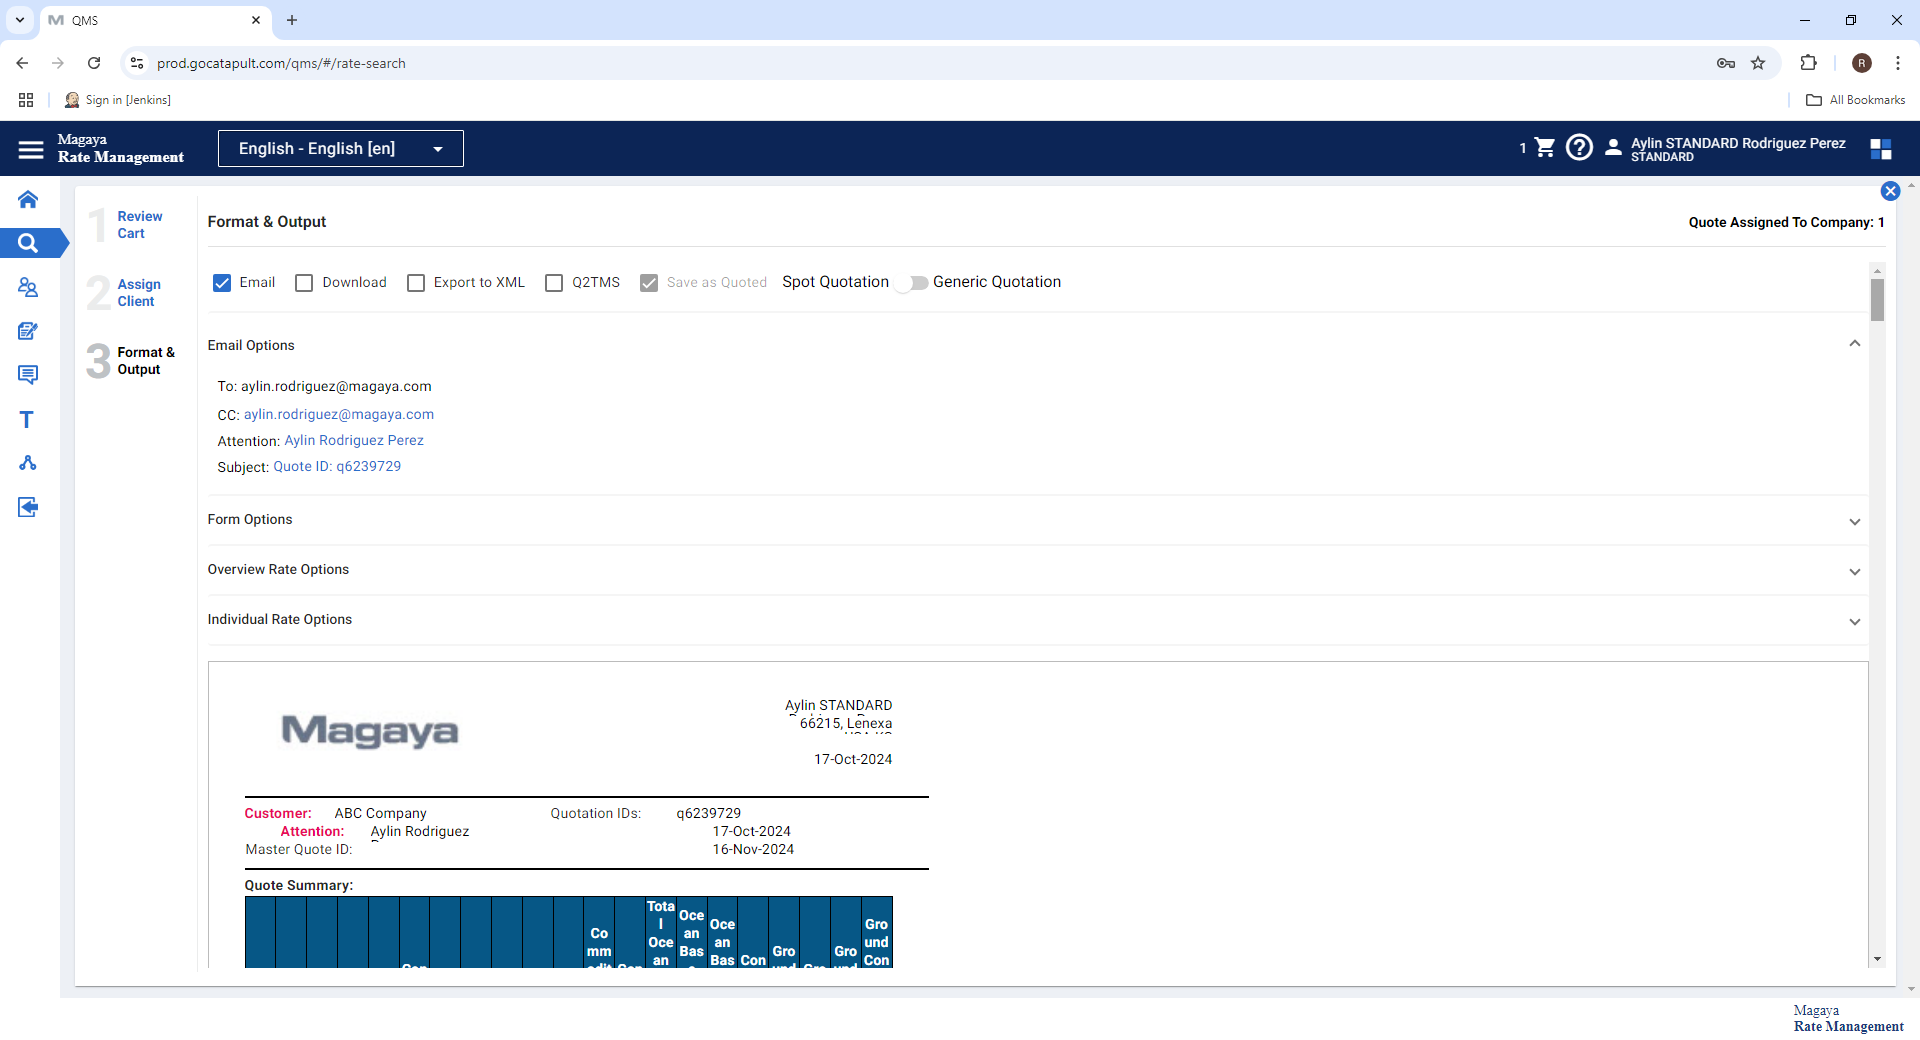 QMS
prod.gocatapult.com/qms/#/rate-search
R
Sign in [Jenkins]
All Bookmarks
Magaya
Rate Management
English - English [en]
1
Aylin STANDARD Rodriguez Perez
STANDARD
1 Review Cart
2 Assign Client
3 Format & Output
Format & Output
Quote Assigned To Company: 1
Email
Download
Export to XML
Q2TMS
Save as Quoted
Spot Quotation
Generic Quotation
Email Options
To: aylin.rodriguez@magaya.com
CC: aylin.rodriguez@magaya.com
Attention: Aylin Rodriguez Perez
Subject: Quote ID: q6239729
Form Options
Overview Rate Options
Individual Rate Options
Magaya
Aylin STANDARD
66215, Lenexa
17-Oct-2024
Customer: ABC Company Quotation IDs: q6239729
Attention: Aylin Rodriguez 17-Oct-2024
Master Quote ID: 16-Nov-2024
Quote Summary:
Co
mm
Tota
l
Oce
an
Oce
an
Bas
Oce
an
Bas
Con
Gro
Gro
Gro
und
Con
Magaya
Rate Management